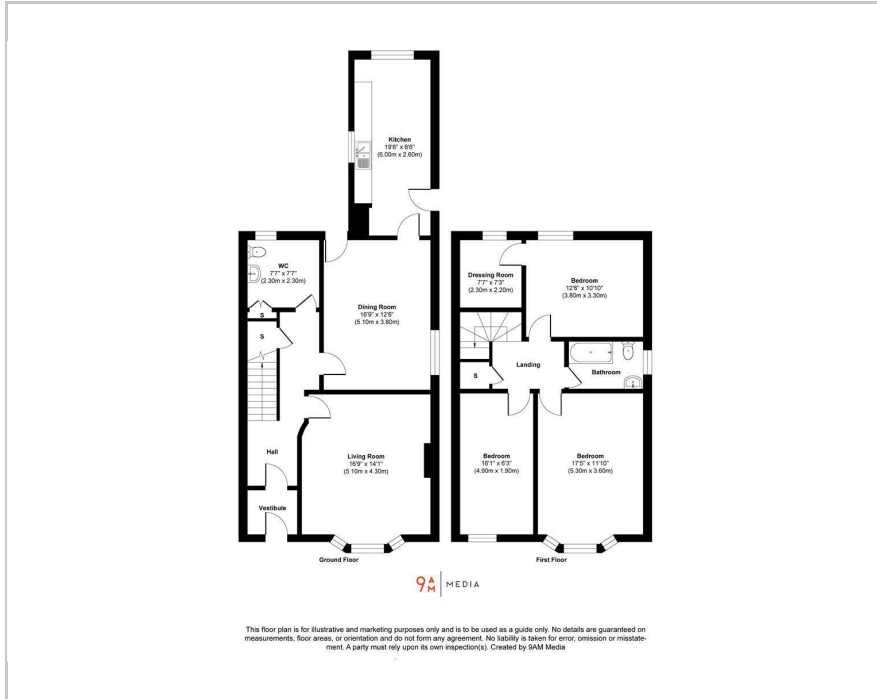 Kitchen
19'8" x 8'6"
(6.00m x 2.60m)
WC
7'7" x 7'7"
(2.30m x 2.30m)
S
S
Dining Room
16'9" x 12'6"
(5.10m x 3.80m)
Hall
Living Room
16'9" x 14'1"
(5.10m x 4.30m)
Vestibule
Ground Floor
Dressing Room
7'7" x 7'3"
(2.30m x 2.20m)
Bedroom
12'6" x 10'10"
(3.80m x 3.30m)
Landing
S
Bathroom
Bedroom
16'1" x 6'3"
(4.90m x 1.90m)
Bedroom
17'5" x 11'10"
(5.30m x 3.60m)
First Floor
9AM | MEDIA
This floor plan is for illustrative and marketing purposes only and is to be used as a guide only. No details are guaranteed on
measurements, floor areas, or orientation and do not form any agreement. No liability is taken for error, omission or misstate-
ment. A party must rely upon its own inspection(s). Created by 9AM Media